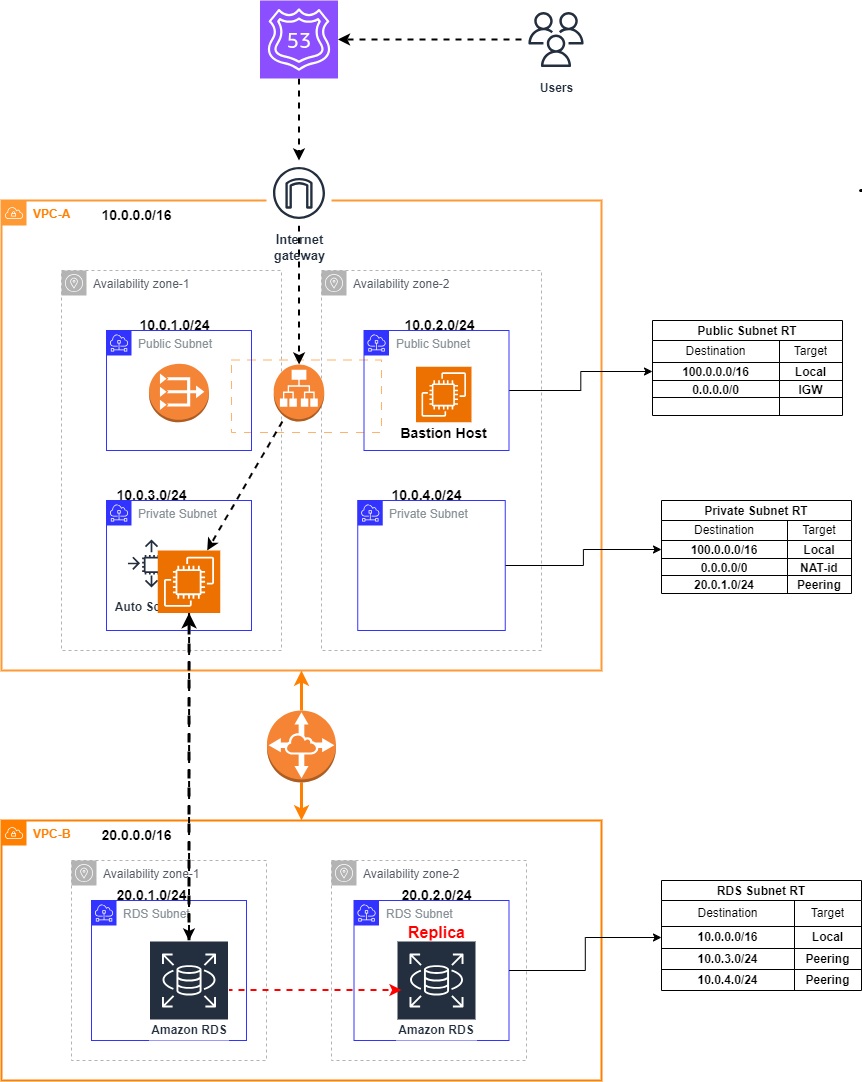 53
Users
VPC-A
10.0.0.0/16
Internet
gateway
Availability zone-1
Availability zone-2
10.0.1.0/24
Public Subnet
10.0.2.0/24
Public Subnet
Bastion Host
10.0.3.0/24
Private Subnet
10.0.4.0/24
Private Subnet
Auto Sc
Public Subnet RT
Destination Target
100.0.0.0/16 Local
0.0.0.0/0 IGW
Private Subnet RT
Destination Target
100.0.0.0/16 Local
0.0.0.0/0 NAT-id
20.0.1.0/24 Peering
VPC-B
20.0.0.0/16
Availability zone-1
Availability zone-2
20.0.1.0/24
RDS Subnet
20.0.2.0/24
RDS Subnet
Replica
Amazon RDS
Amazon RDS
RDS Subnet RT
Destination Target
10.0.0.0/16 Local
10.0.3.0/24 Peering
10.0.4.0/24 Peering